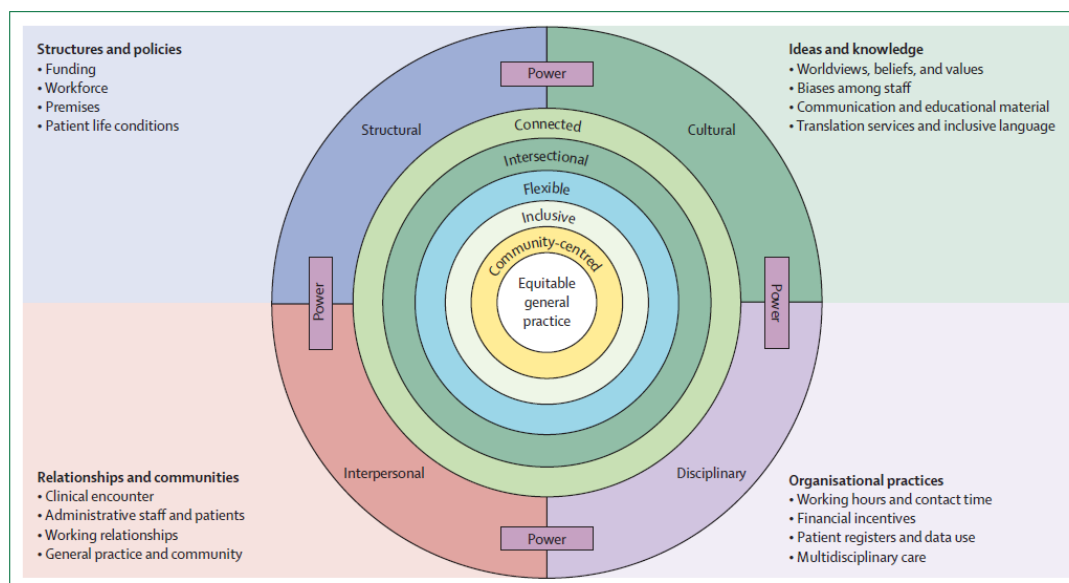 Structures and policies
• Funding
• Workforce
• Premises
• Patient life conditions
Ideas and knowledge
• Worldviews, beliefs, and values
• Biases among staff
• Communication and educational material
• Translation services and inclusive language
Power
Structural
Cultural
Connected
Intersectional
Flexible
Inclusive
Community-centred
Equitable
general
practice
Power
Power
Interpersonal
Disciplinary
Power
Relationships and communities
• Clinical encounter
• Administrative staff and patients
• Working relationships
• General practice and community
Organisational practices
• Working hours and contact time
• Financial incentives
• Patient registers and data use
• Multidisciplinary care